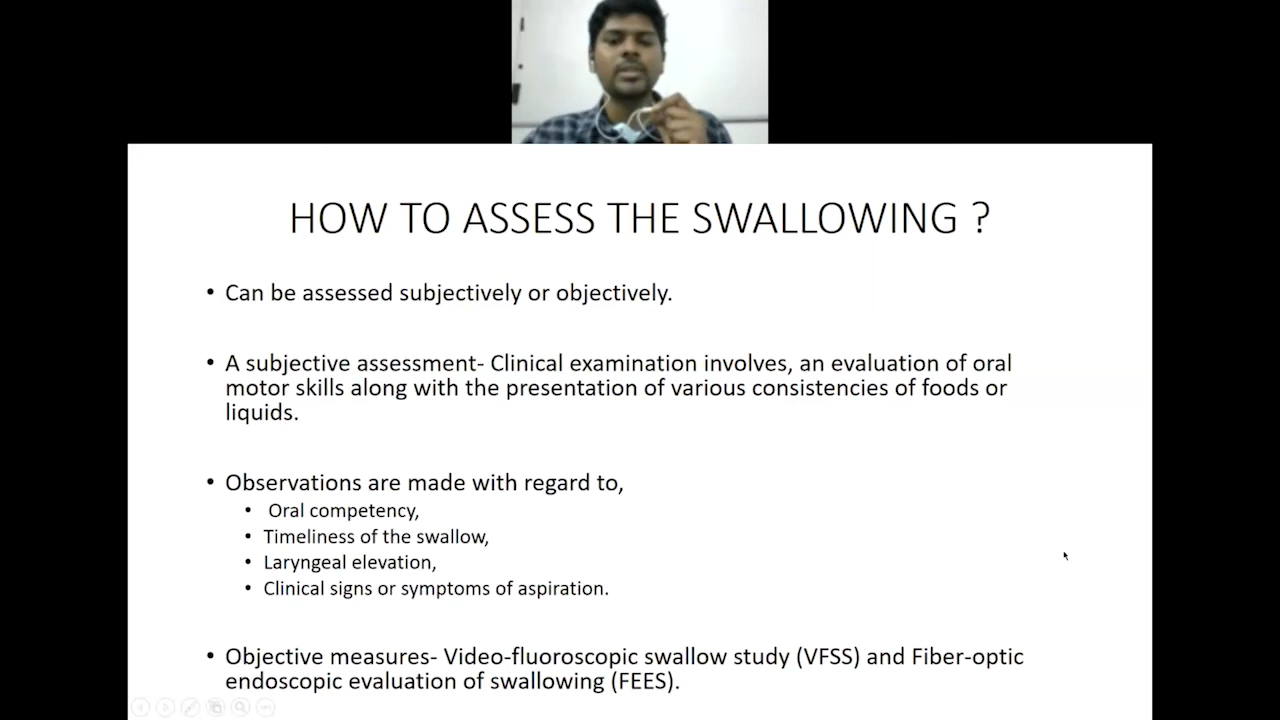 HOW TO ASSESS THE SWALLOWING ?
• Can be assessed subjectively or objectively.
• A subjective assessment- Clinical examination involves, an evaluation of oral
motor skills along with the presentation of various consistencies of foods or
liquids.
• Observations are made with regard to,
• Oral competency,
• Timeliness of the swallow,
• Laryngeal elevation,
• Clinical signs or symptoms of aspiration.
• Objective measures- Video-fluoroscopic swallow study (VFSS) and Fiber-optic
endoscopic evaluation of swallowing (FEES).